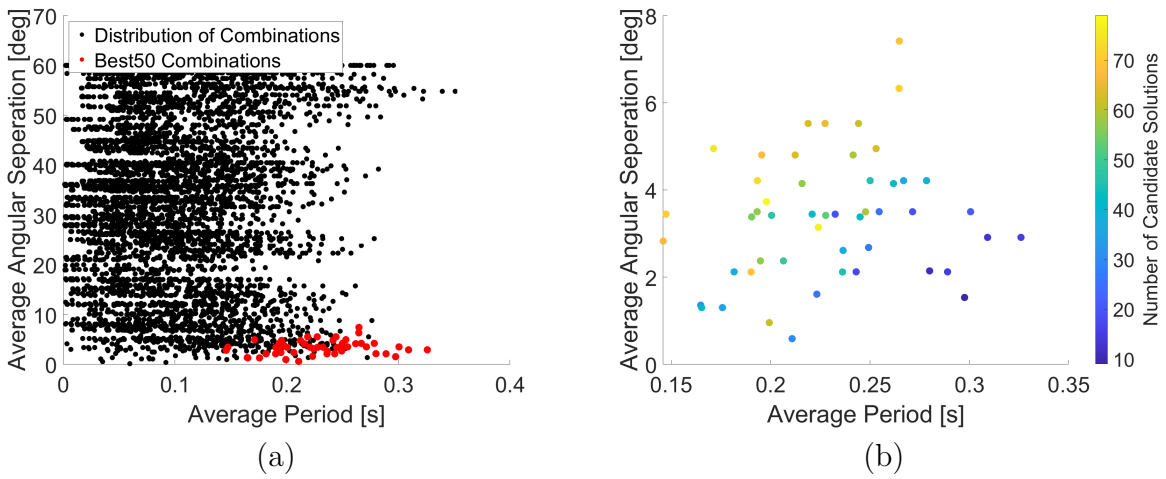 70
60
50
40
30
20
10
0
Average Angular Seperation [deg]
Distribution of Combinations
Best50 Combinations
0 0.1 0.2 0.3 0.4
Average Period [s]
(a)
8
6
4
2
0
Average Angular Seperation [deg]
0.15 0.2 0.25 0.3 0.35
Average Period [s]
(b)
70
60
50
40
30
20
10
Number of Candidate Solutions